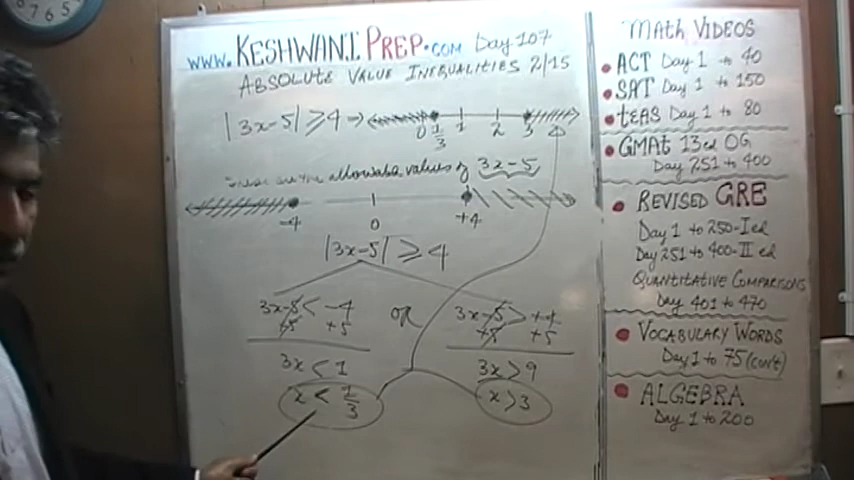 www.KESHWANIPREP.COM Day 107
ABSOLUTE VALUE INEQUALITIES 2/15
|3x-5| ≥ 4 →
0 1/3 1 2 3
These are the allowable values of 3x-5
-4 0 +4
|3x-5| ≥ 4
3x-5 < -4 or 3x-5 > +4
+5 +5 +5 +5
3x < 1 3x > 9
x < 1/3 x > 3
MATH VIDEOS
ACT Day 1 to 40
SAT Day 1 to 150
tEAS Day 1 to 80
GMAt 13ed OG
Day 251 to 400
REVISED GRE
Day 1 to 250-I ed
Day 251 to 400-II ed
QUANTITATIVE COMPARISONS
Day 401 to 470
VOCABULARY WORDS
Day 1 to 75 (con't)
ALGEBRA
Day 1 to 200
7 6 5